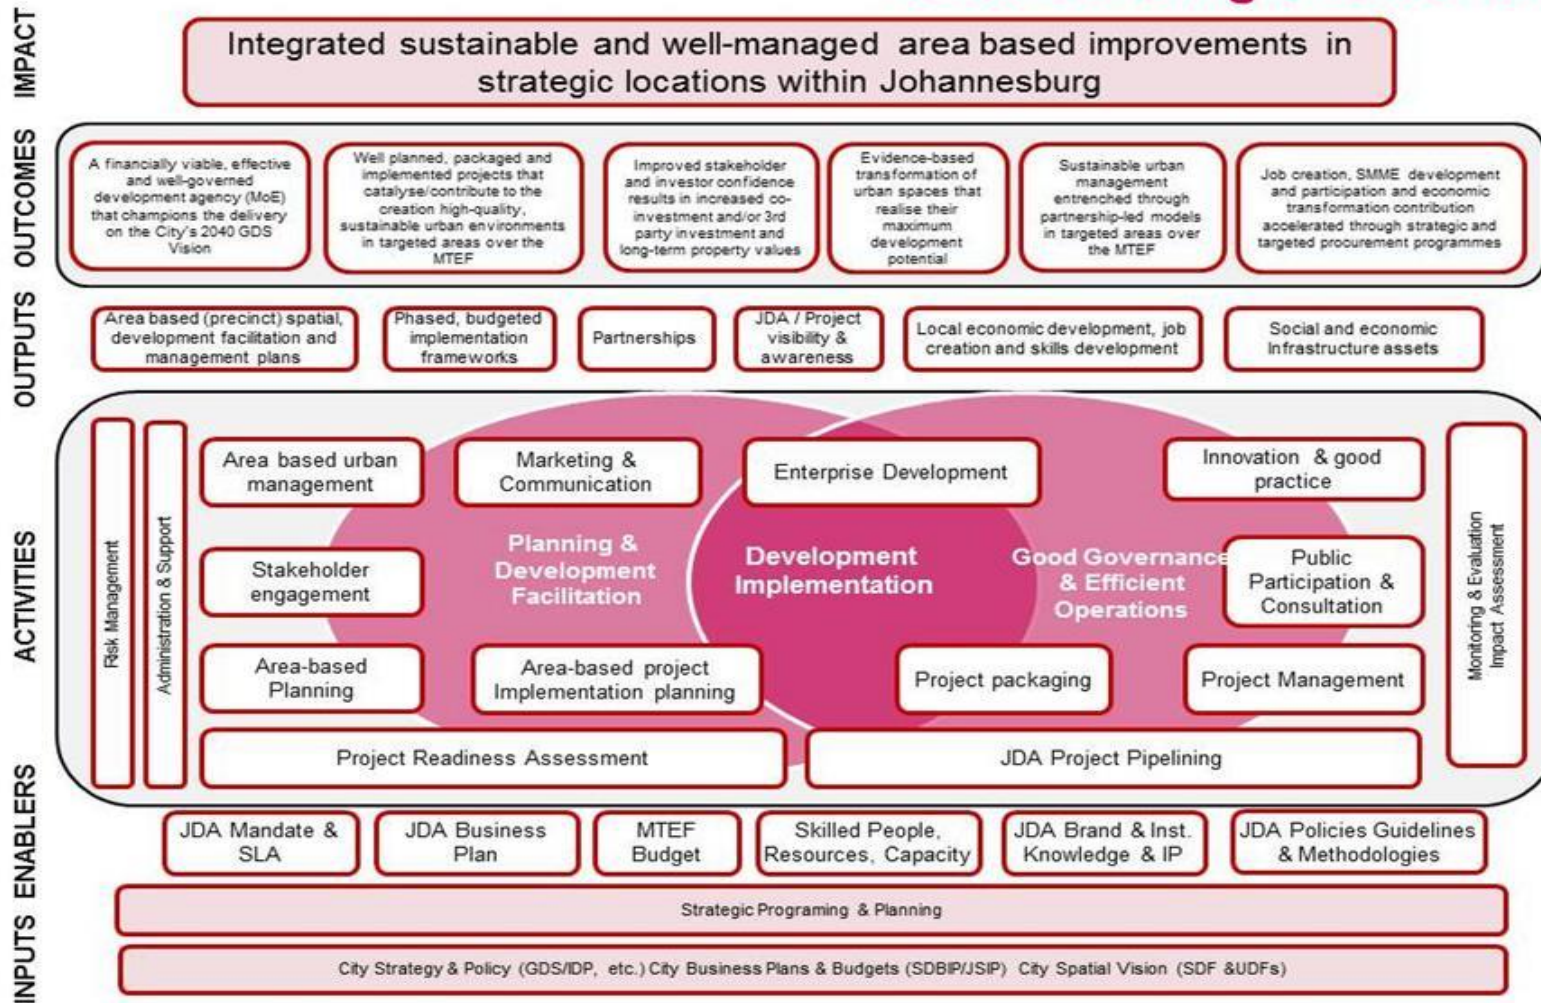 IMPACT
Integrated sustainable and well-managed area based improvements in
strategic locations within Johannesburg
OUTCOMES
A financially viable, effective
and well-governed
development agency (MoE)
that champions the delivery
on the City's 2040 GDS
Vision
Well planned, packaged and
implemented projects that
catalyse/contribute to the
creation high-quality,
sustainable urban environments
in targeted areas over the
MTEF
Improved stakeholder
and investor confidence
results in increased co-
investment and/or 3rd
party investment and
long-term property values
Evidence-based
transformation of
urban spaces that
realise their
maximum
development
potential
Sustainable urban
management
entrenched through
partnership-led models
in targeted areas over
the MTEF
Job creation, SMME development
and participation and economic
transformation contribution
accelerated through strategic and
targeted procurement programmes
OUTPUTS
Area based (precinct) spatial,
development facilitation and
management plans
Phased, budgeted
implementation
frameworks
Partnerships
JDA / Project
visibility &
awareness
Local economic development, job
creation and skills development
Social and economic
Infrastructure assets
ACTIVITIES
Risk Management
Administration & Support
Area based urban
management
Marketing &
Communication
Enterprise Development
Innovation & good
practice
Stakeholder
engagement
Planning &
Development
Facilitation
Development
Implementation
Good Governance
& Efficient
Operations
Public
Participation &
Consultation
Area-based
Planning
Area-based project
Implementation planning
Project packaging
Project Management
Project Readiness Assessment
JDA Project Pipelining
Monitoring & Evaluation
Impact Assessment
ENABLERS
JDA Mandate &
SLA
JDA Business
Plan
MTEF
Budget
Skilled People,
Resources, Capacity
JDA Brand & Inst.
Knowledge & IP
JDA Policies Guidelines
& Methodologies
INPUTS
Strategic Programing & Planning
City Strategy & Policy (GDS/IDP, etc.) City Business Plans & Budgets (SDBIP/JSIP) City Spatial Vision (SDF &UDFs)